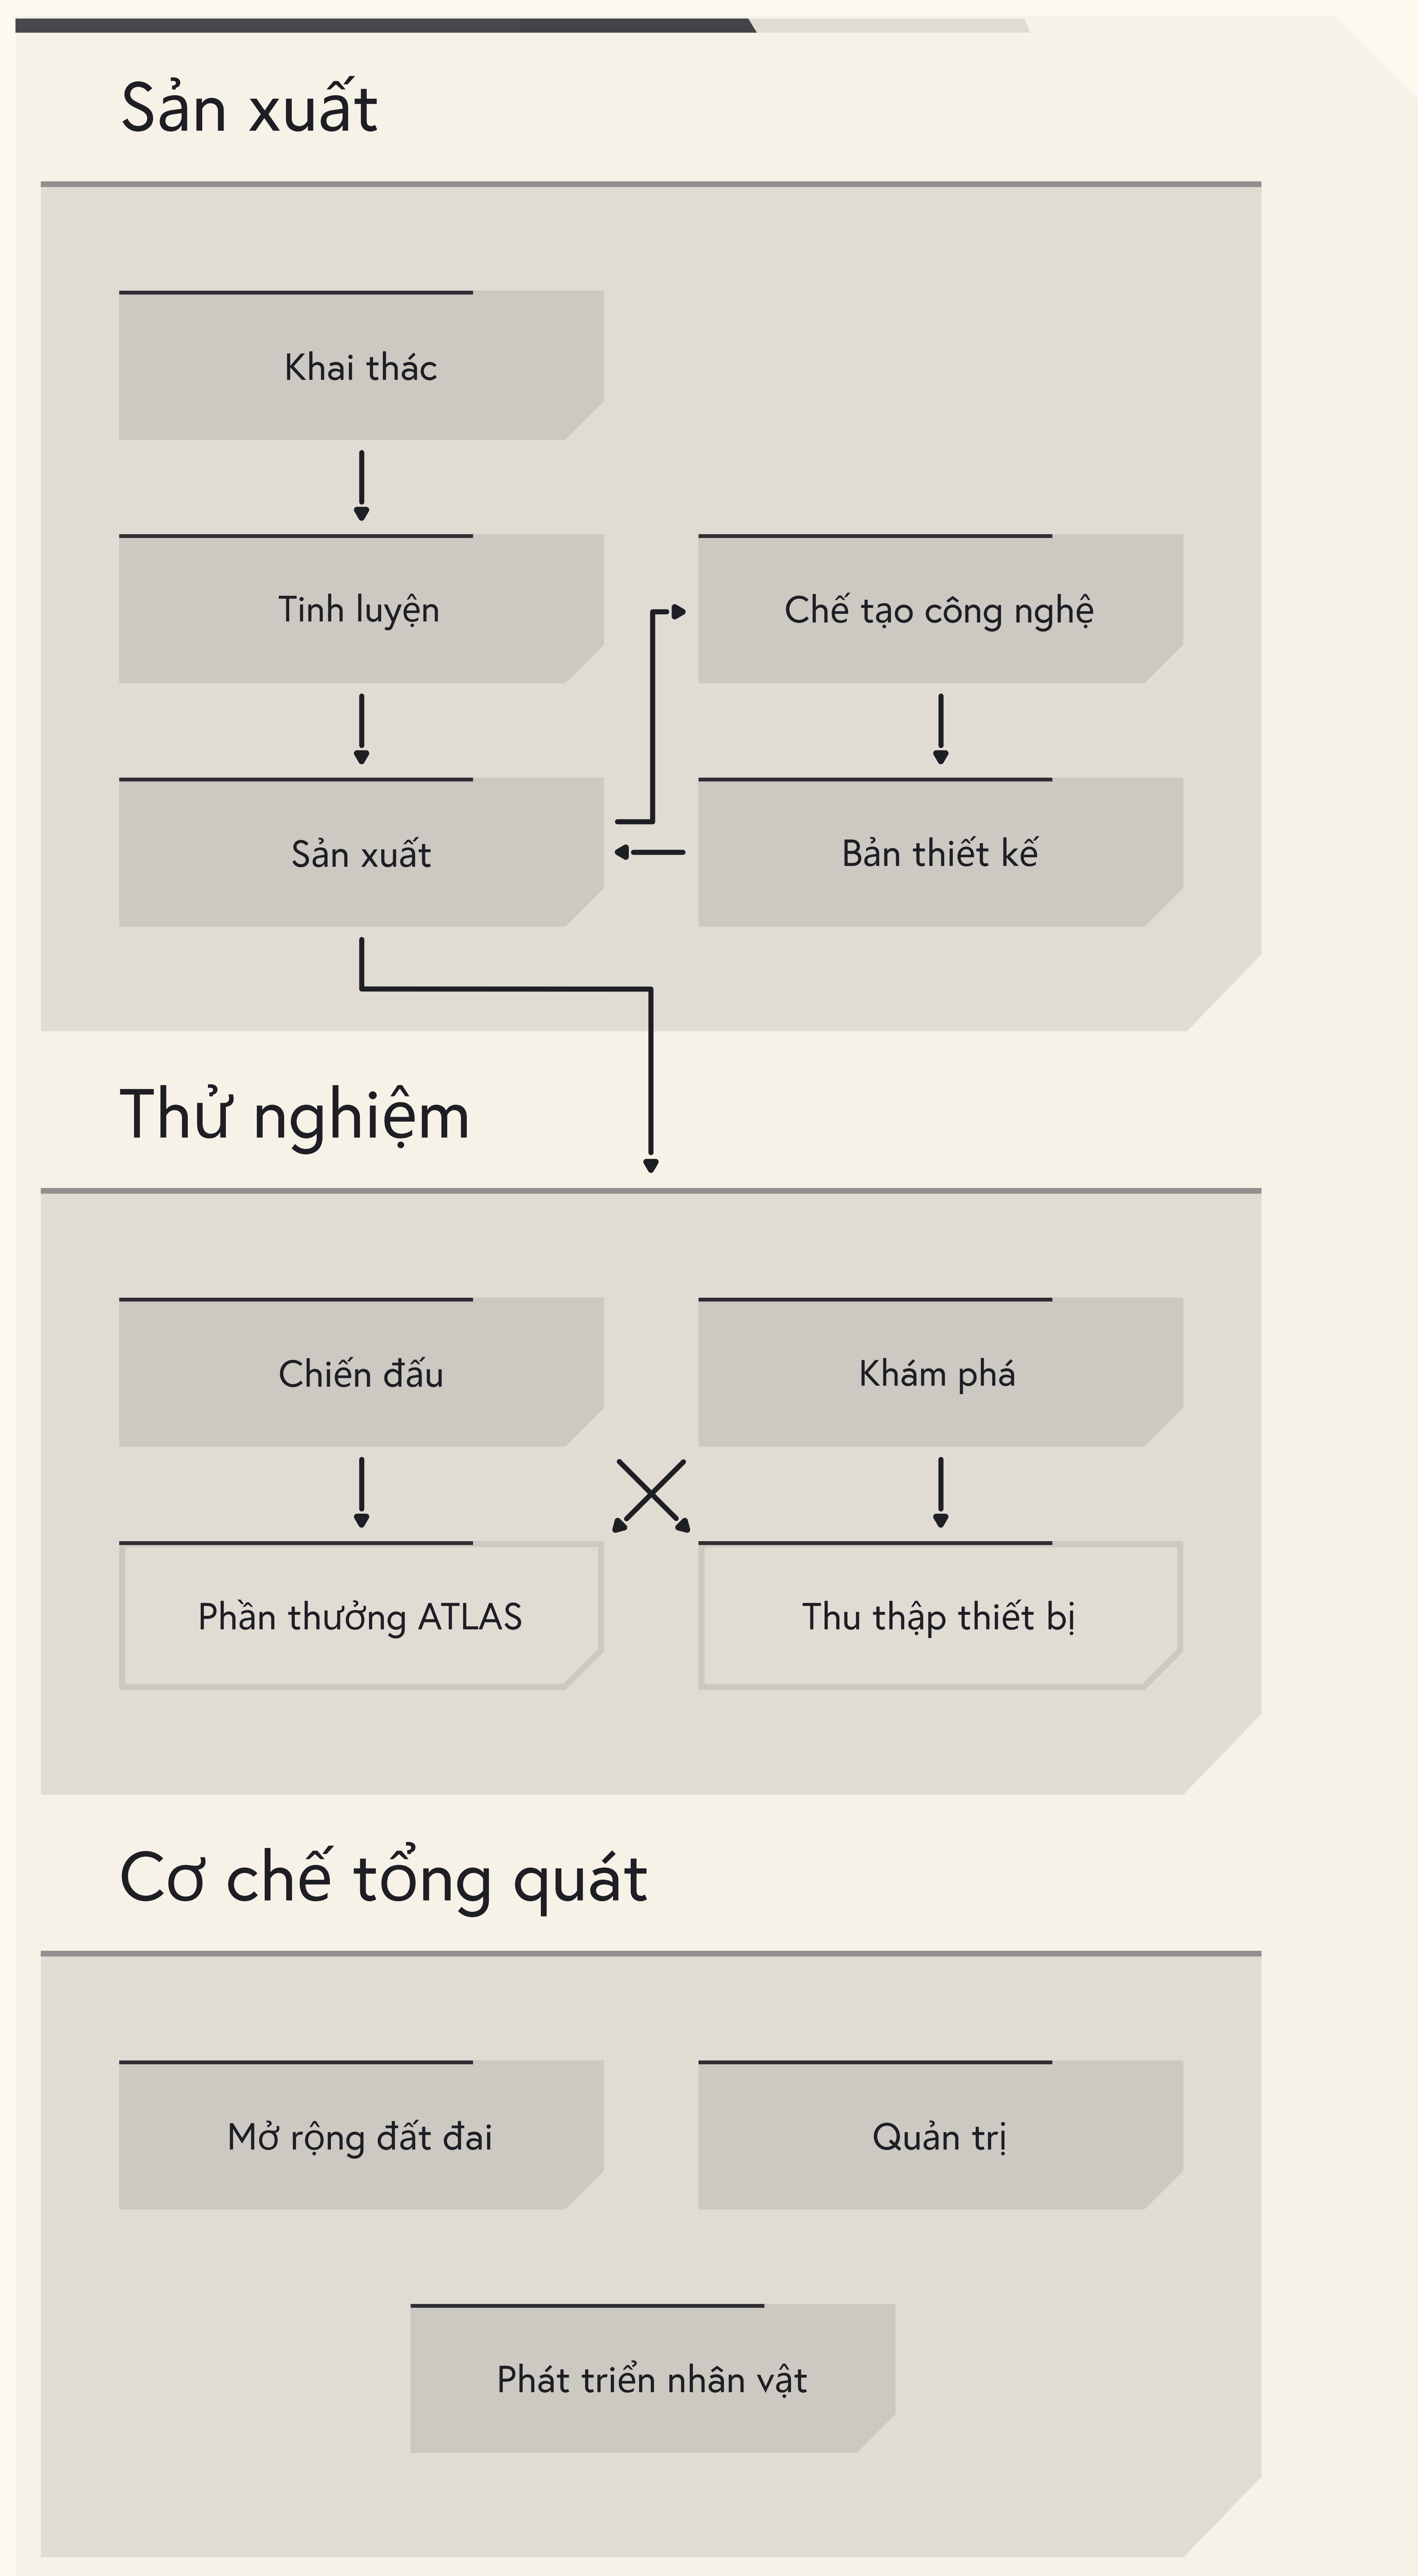 Sản xuất
Khai thác
Tinh luyện
Chế tạo công nghệ
Sản xuất
Bản thiết kế
Thử nghiệm
Chiến đấu
Khám phá
Phần thưởng ATLAS
Thu thập thiết bị
Cơ chế tổng quát
Mở rộng đất đai
Quản trị
Phát triển nhân vật